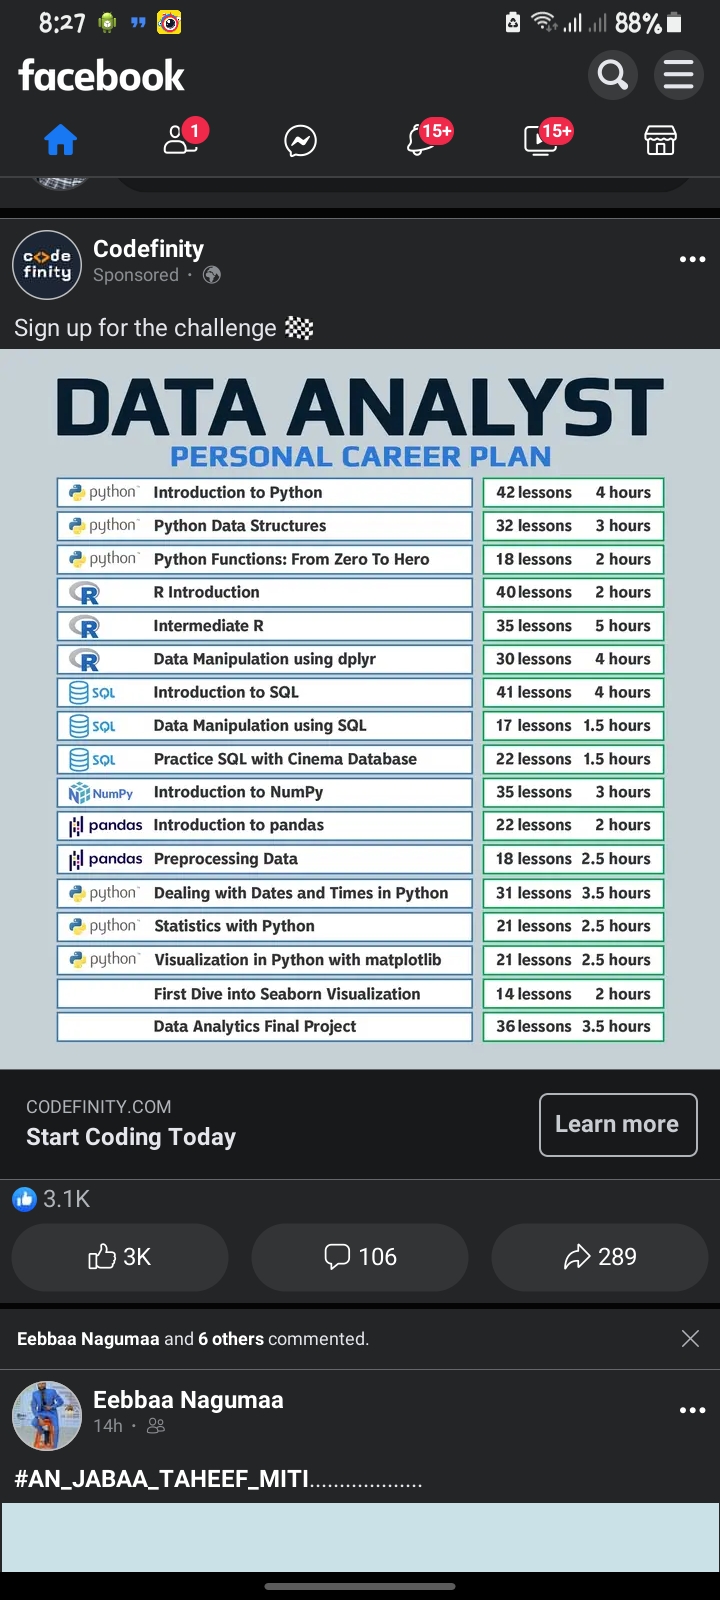 8:27 88%
facebook
1 15+ 15+
c<>de
finity
Codefinity
Sponsored ·
Sign up for the challenge 🏁
DATA ANALYST
PERSONAL CAREER PLAN
python Introduction to Python 42 lessons 4 hours
python Python Data Structures 32 lessons 3 hours
python Python Functions: From Zero To Hero 18 lessons 2 hours
R R Introduction 40 lessons 2 hours
R Intermediate R 35 lessons 5 hours
R Data Manipulation using dplyr 30 lessons 4 hours
SQL Introduction to SQL 41 lessons 4 hours
SQL Data Manipulation using SQL 17 lessons 1.5 hours
SQL Practice SQL with Cinema Database 22 lessons 1.5 hours
NumPy Introduction to NumPy 35 lessons 3 hours
pandas Introduction to pandas 22 lessons 2 hours
pandas Preprocessing Data 18 lessons 2.5 hours
python Dealing with Dates and Times in Python 31 lessons 3.5 hours
python Statistics with Python 21 lessons 2.5 hours
python Visualization in Python with matplotlib 21 lessons 2.5 hours
First Dive into Seaborn Visualization 14 lessons 2 hours
Data Analytics Final Project 36 lessons 3.5 hours
CODEFINITY.COM
Start Coding Today
Learn more
3.1K
3K 106 289
Eebbaa Nagumaa and 6 others commented.
Eebbaa Nagumaa
14h ·
#AN_JABAA_TAHEEF_MITI...................